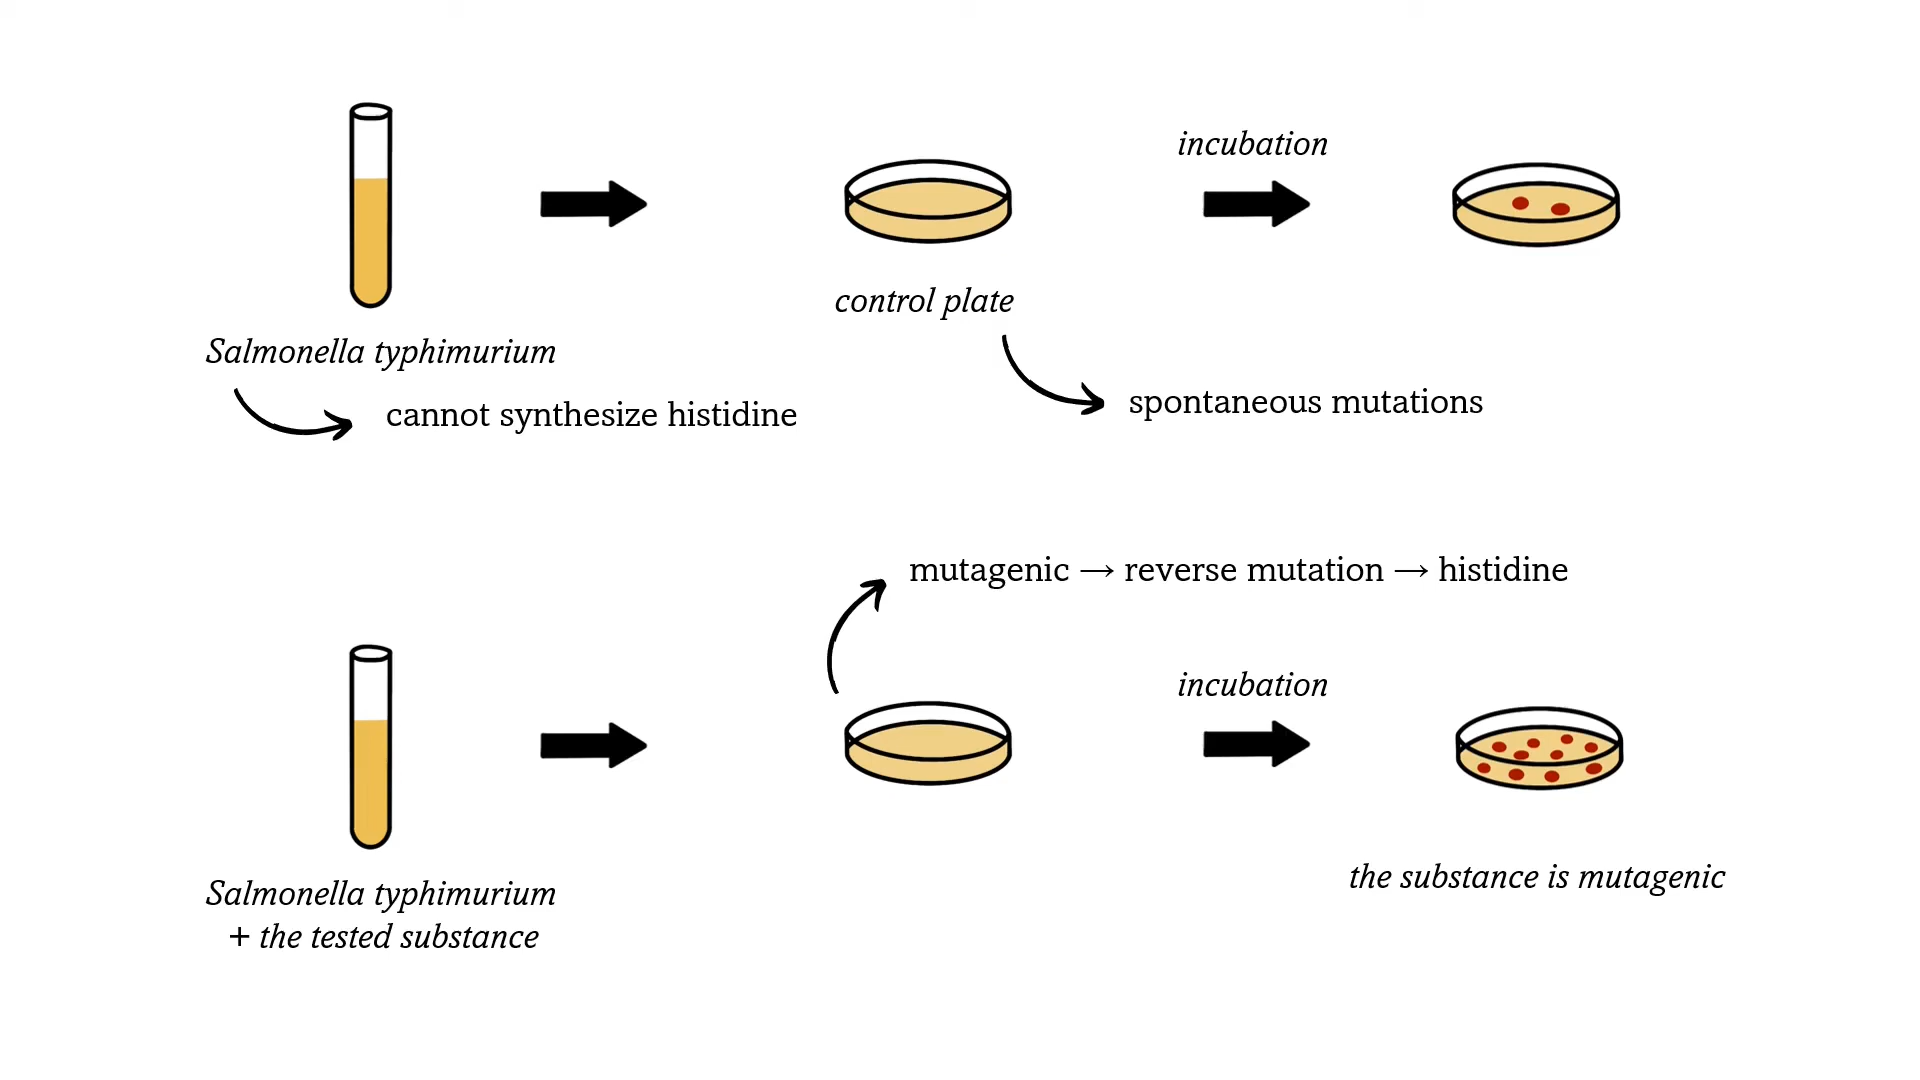 incubation
control plate
Salmonella typhimurium
cannot synthesize histidine
spontaneous mutations
mutagenic → reverse mutation → histidine
incubation
the substance is mutagenic
Salmonella typhimurium
+ the tested substance